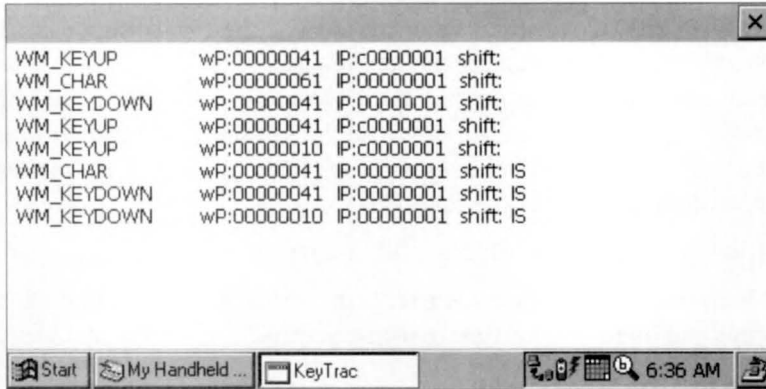 WM_KEYUP wP:00000041 lP:c0000001 shift:
WM_CHAR wP:00000061 lP:00000001 shift:
WM_KEYDOWN wP:00000041 lP:00000001 shift:
WM_KEYUP wP:00000041 lP:c0000001 shift:
WM_KEYUP wP:00000010 lP:c0000001 shift:
WM_CHAR wP:00000041 lP:00000001 shift: lS
WM_KEYDOWN wP:00000041 lP:00000001 shift: lS
WM_KEYDOWN wP:00000010 lP:00000001 shift: lS
Start My Handheld ... KeyTrac 6:36 AM